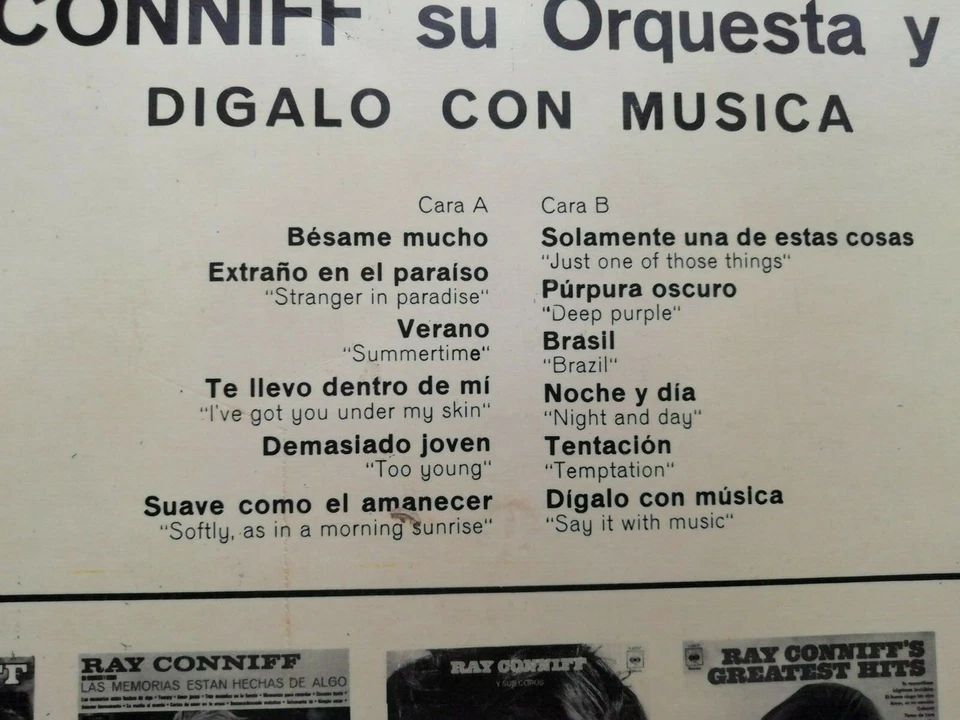 CONNIFF su Orquesta y
DIGALO CON MUSICA
Cara A
Bésame mucho
Extraño en el paraíso
"Stranger in paradise"
Verano
"Summertime"
Te llevo dentro de mí
"I've got you under my skin"
Demasiado joven
"Too young"
Suave como el amanecer
"Softly, as in a morning sunrise"
Cara B
Solamente una de estas cosas
"Just one of those things"
Púrpura oscuro
"Deep purple"
Brasil
"Brazil"
Noche y día
"Night and day"
Tentación
"Temptation"
Dígalo con música
"Say it with music"
RAY CONNIFF
LAS MEMORIAS ESTAN HECHAS DE ALGO
RAY CONNIFF
Y SUS COROS
RAY CONNIFF'S
GREATEST HITS